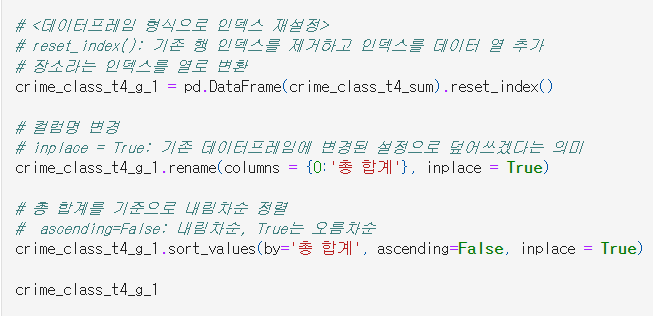 # <데이터프레임 형식으로 인덱스 재설정>
# reset_index(): 기존 행 인덱스를 제거하고 인덱스를 데이터 열 추가
# 장소라는 인덱스를 열로 변환
crime_class_t4_g_1 = pd.DataFrame(crime_class_t4_sum).reset_index()
# 컬럼명 변경
# inplace = True: 기존 데이터프레임에 변경된 설정으로 덮어쓰겠다는 의미
crime_class_t4_g_1.rename(columns = {0:'총 합계'}, inplace = True)
# 총 합계를 기준으로 내림차순 정렬
# ascending=False: 내림차순, True는 오름차순
crime_class_t4_g_1.sort_values(by='총 합계', ascending=False, inplace = True)
crime_class_t4_g_1